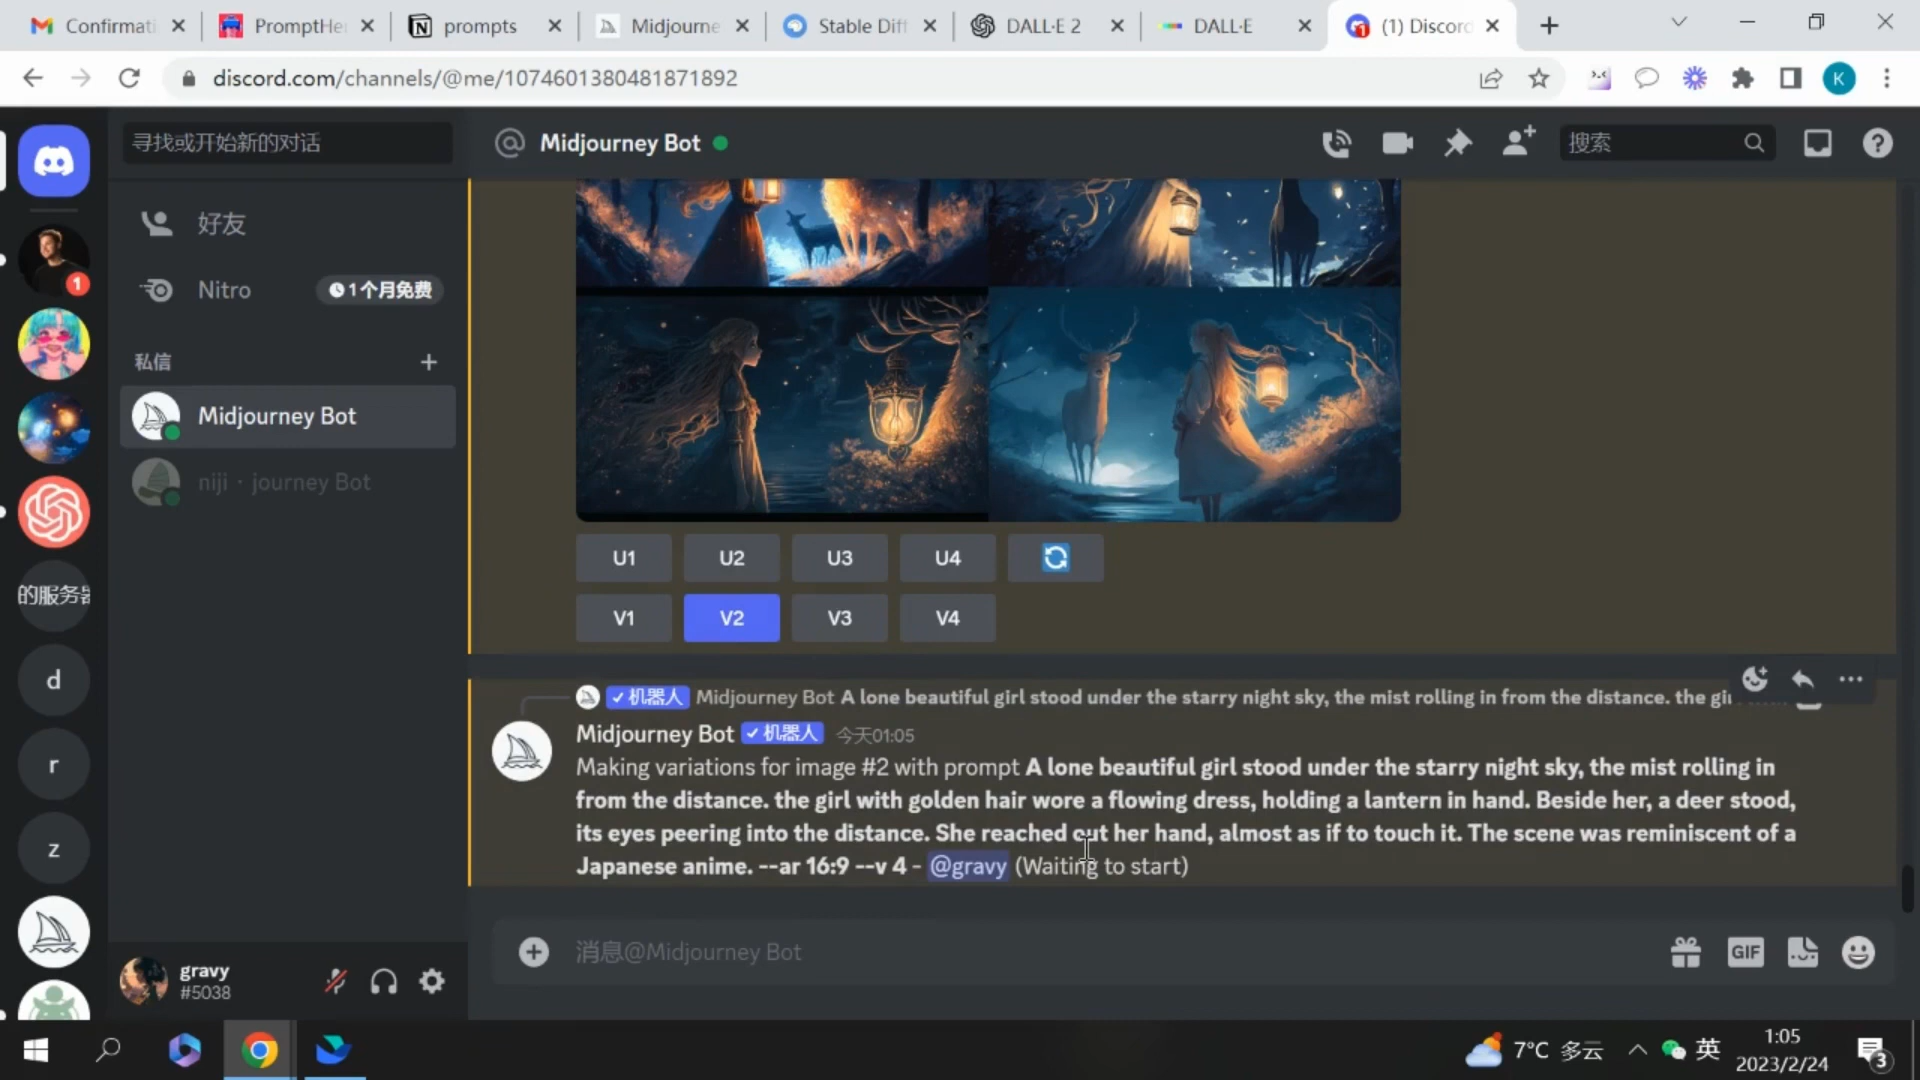 Confirmati
PromptHe
prompts
Midjourne
Stable Diff
DALL·E 2
DALL·E
(1) Discord
discord.com/channels/@me/1074601380481871892
K
寻找或开始新的对话
Midjourney Bot
搜索
好友
Nitro
1个月免费
1
私信
Midjourney Bot
niji · journey Bot
的服务器
d
r
z
U1 U2 U3 U4
V1 V2 V3 V4
机器人 Midjourney Bot A lone beautiful girl stood under the starry night sky, the mist rolling in from the distance. the gi
Midjourney Bot 机器人 今天01:05
Making variations for image #2 with prompt A lone beautiful girl stood under the starry night sky, the mist rolling in
from the distance. the girl with golden hair wore a flowing dress, holding a lantern in hand. Beside her, a deer stood,
its eyes peering into the distance. She reached out her hand, almost as if to touch it. The scene was reminiscent of a
Japanese anime. --ar 16:9 --v 4 - @gravy (Waiting to start)
消息@Midjourney Bot
GIF
gravy
#5038
7°C 多云
英
1:05
2023/2/24
3